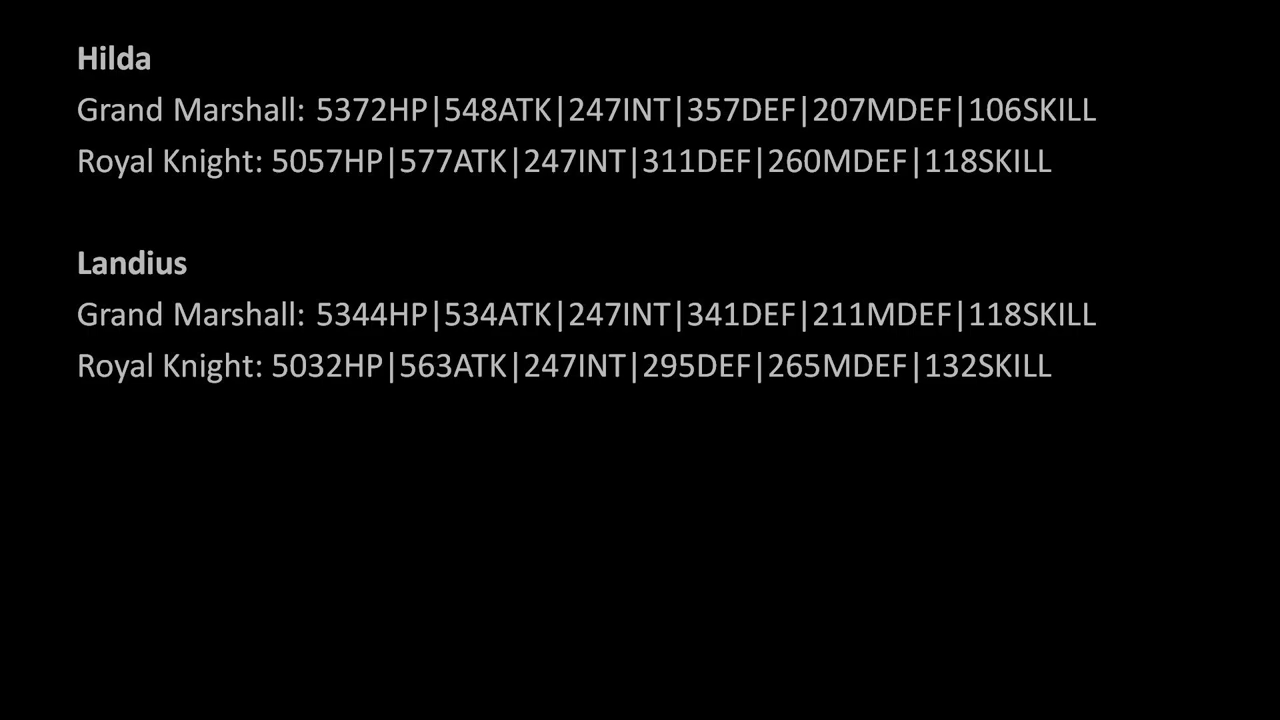 Hilda
Grand Marshall: 5372HP|548ATK|247INT|357DEF|207MDEF|106SKILL
Royal Knight: 5057HP|577ATK|247INT|311DEF|260MDEF|118SKILL
Landius
Grand Marshall: 5344HP|534ATK|247INT|341DEF|211MDEF|118SKILL
Royal Knight: 5032HP|563ATK|247INT|295DEF|265MDEF|132SKILL